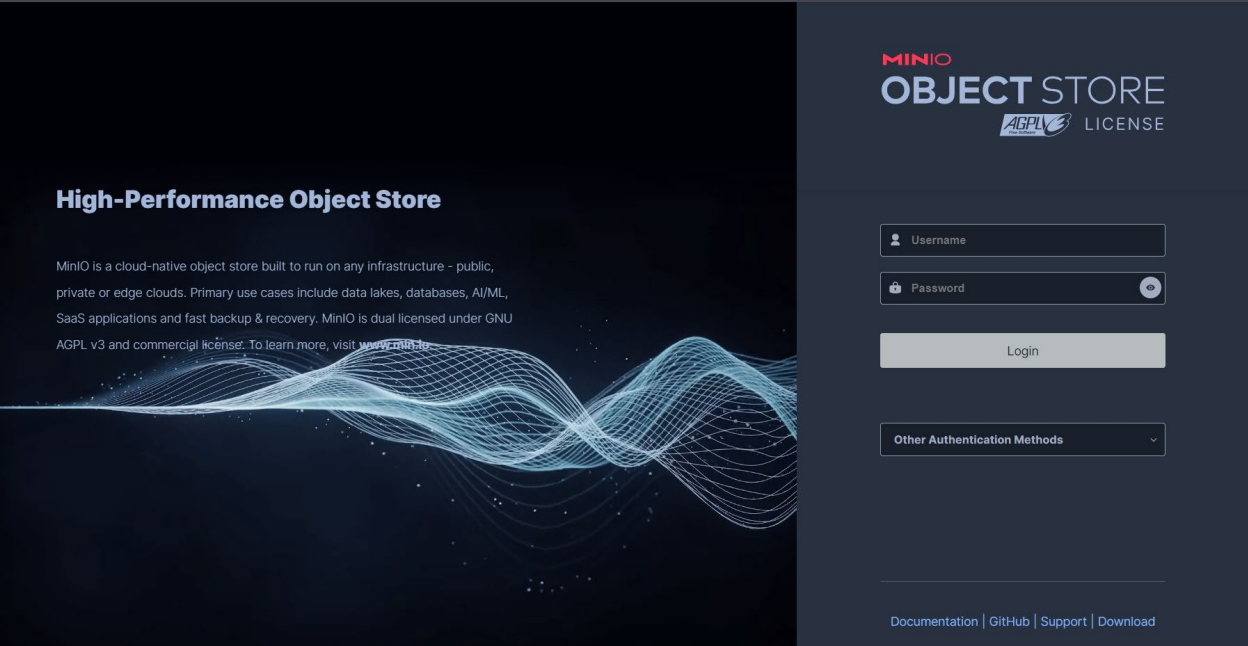 High-Performance Object Store
MinIO is a cloud-native object store built to run on any infrastructure - public,
private or edge clouds. Primary use cases include data lakes, databases, AI/ML,
SaaS applications and fast backup & recovery. MinIO is dual licensed under GNU
AGPL v3 and commercial license. To learn more, visit www.min.io.
MINIO
OBJECT STORE
AGPLV3 LICENSE
Free Software
Username
Password
Login
Other Authentication Methods
Documentation | GitHub | Support | Download